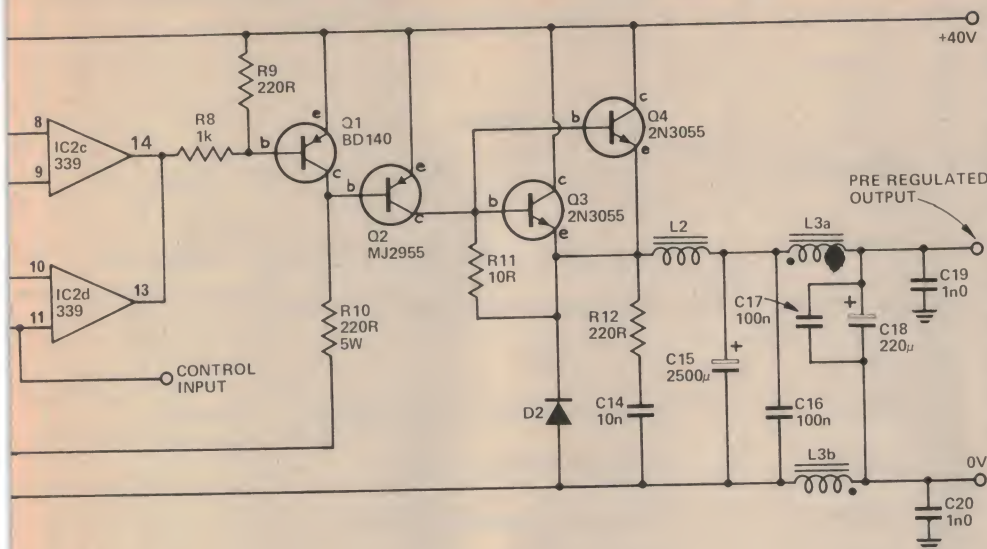 +40V
R9
220R
8
R8
1k
14
IC2c
339
9
b
e
Q1
BD140
c
b
e
Q2
MJ2955
c
b
c
Q4
2N3055
e
b
c
Q3
2N3055
e
PRE REGULATED
OUTPUT
L2
L3a
10
IC2d
339
13
11
CONTROL
INPUT
R10
220R
5W
R11
10R
R12
220R
C17
100n
+
C18
220µ
C19
1n0
+
C15
2500µ
D2
C14
10n
C16
100n
L3b
0V
C20
1n0